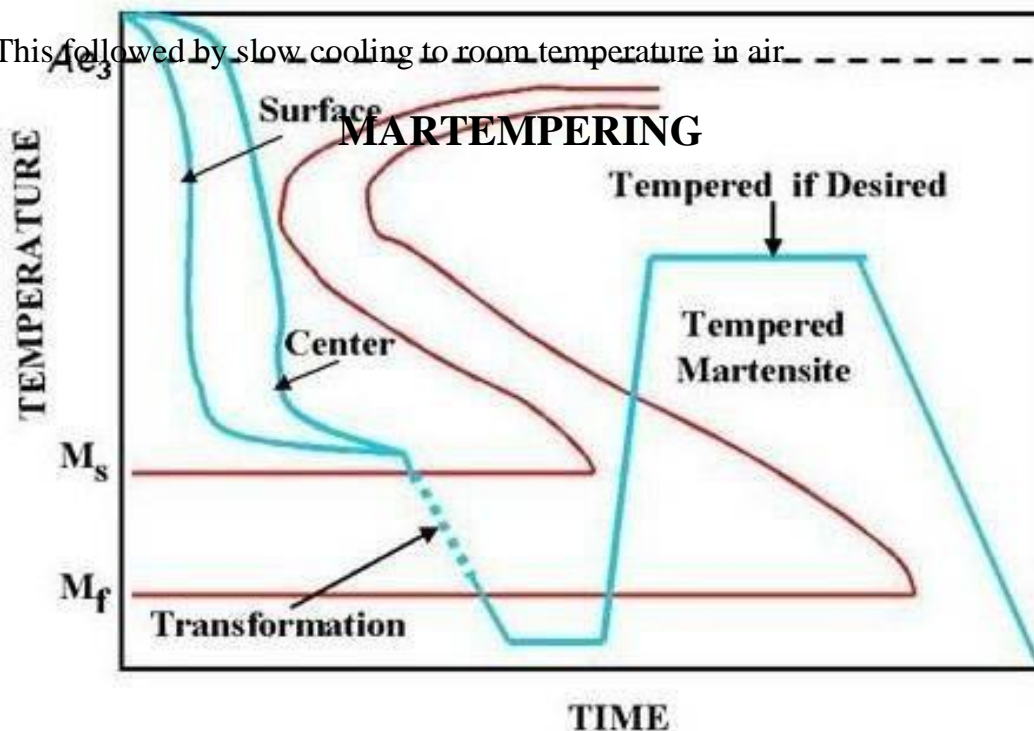 This followed by slow cooling to room temperature in air
Ae3
Surface
MARTEMPERING
Tempered if Desired
TEMPERATURE
Center
Tempered
Martensite
Ms
Mf
Transformation
TIME